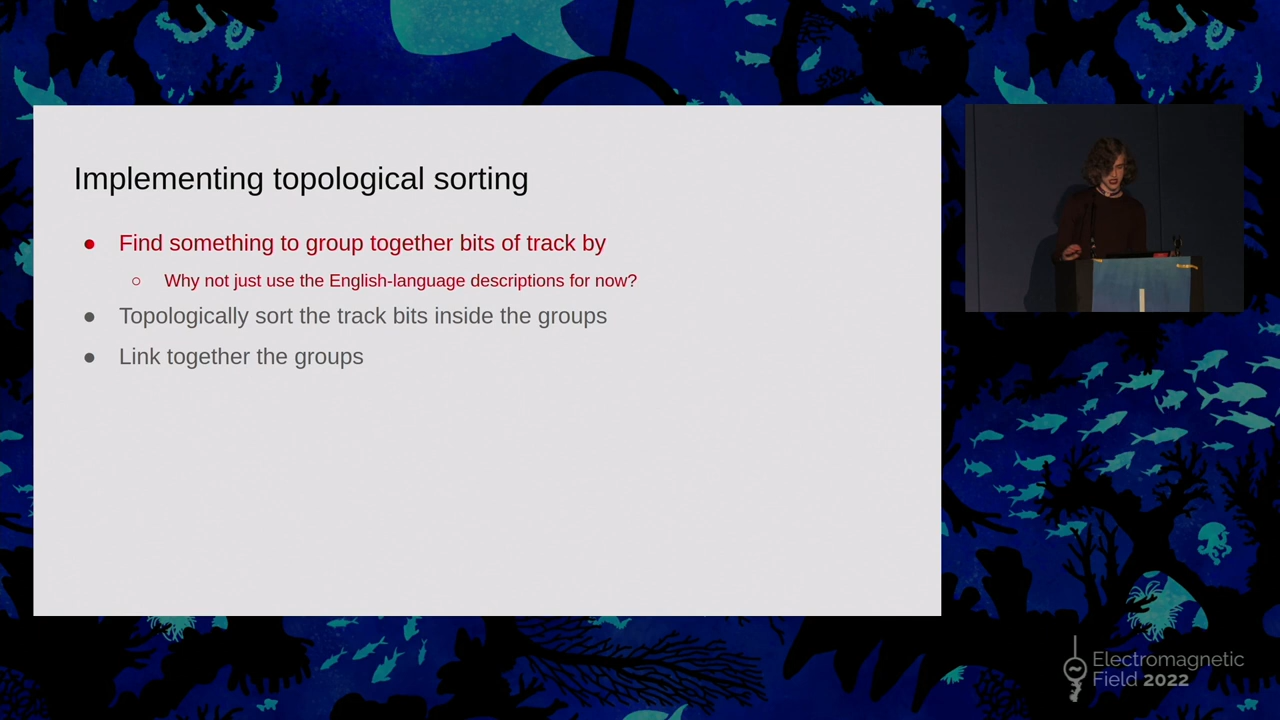 Implementing topological sorting
● Find something to group together bits of track by
○ Why not just use the English-language descriptions for now?
● Topologically sort the track bits inside the groups
● Link together the groups
Electromagnetic
Field 2022